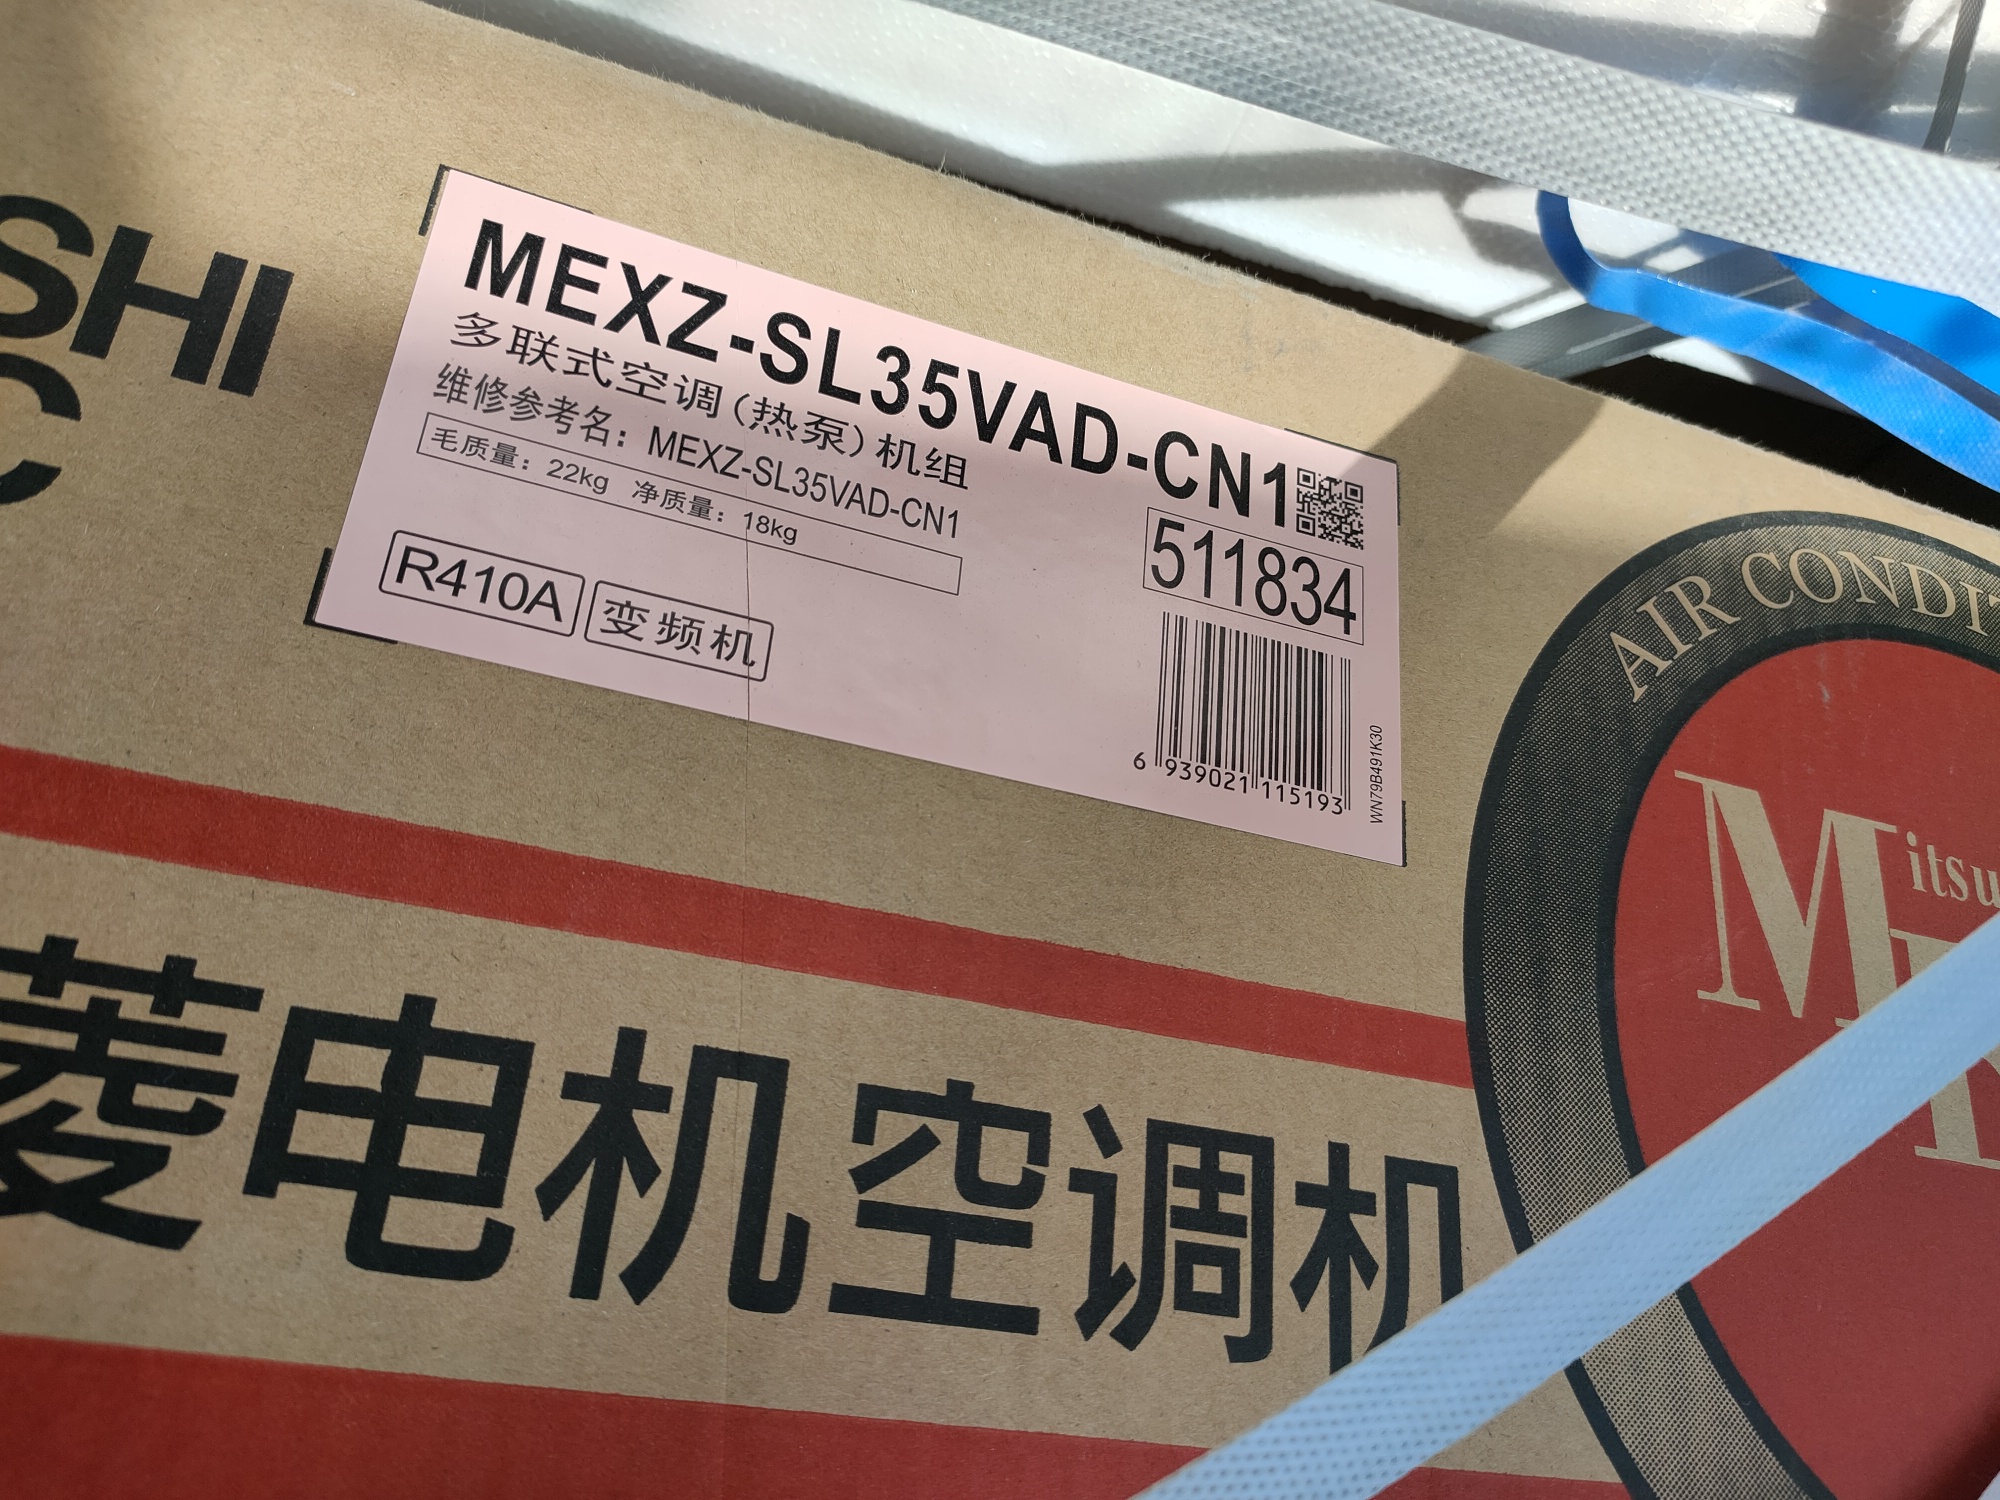 SHI
C
MEXZ-SL35VAD-CN1
多联式空调(热泵)机组
维修参考名: MEXZ-SL35VAD-CN1
毛质量: 22kg 净质量: 18kg
R410A 变频机
511834
6 939021 115193
WN79B491K30
菱电机空调机
AIR CONDIT
Mitsu